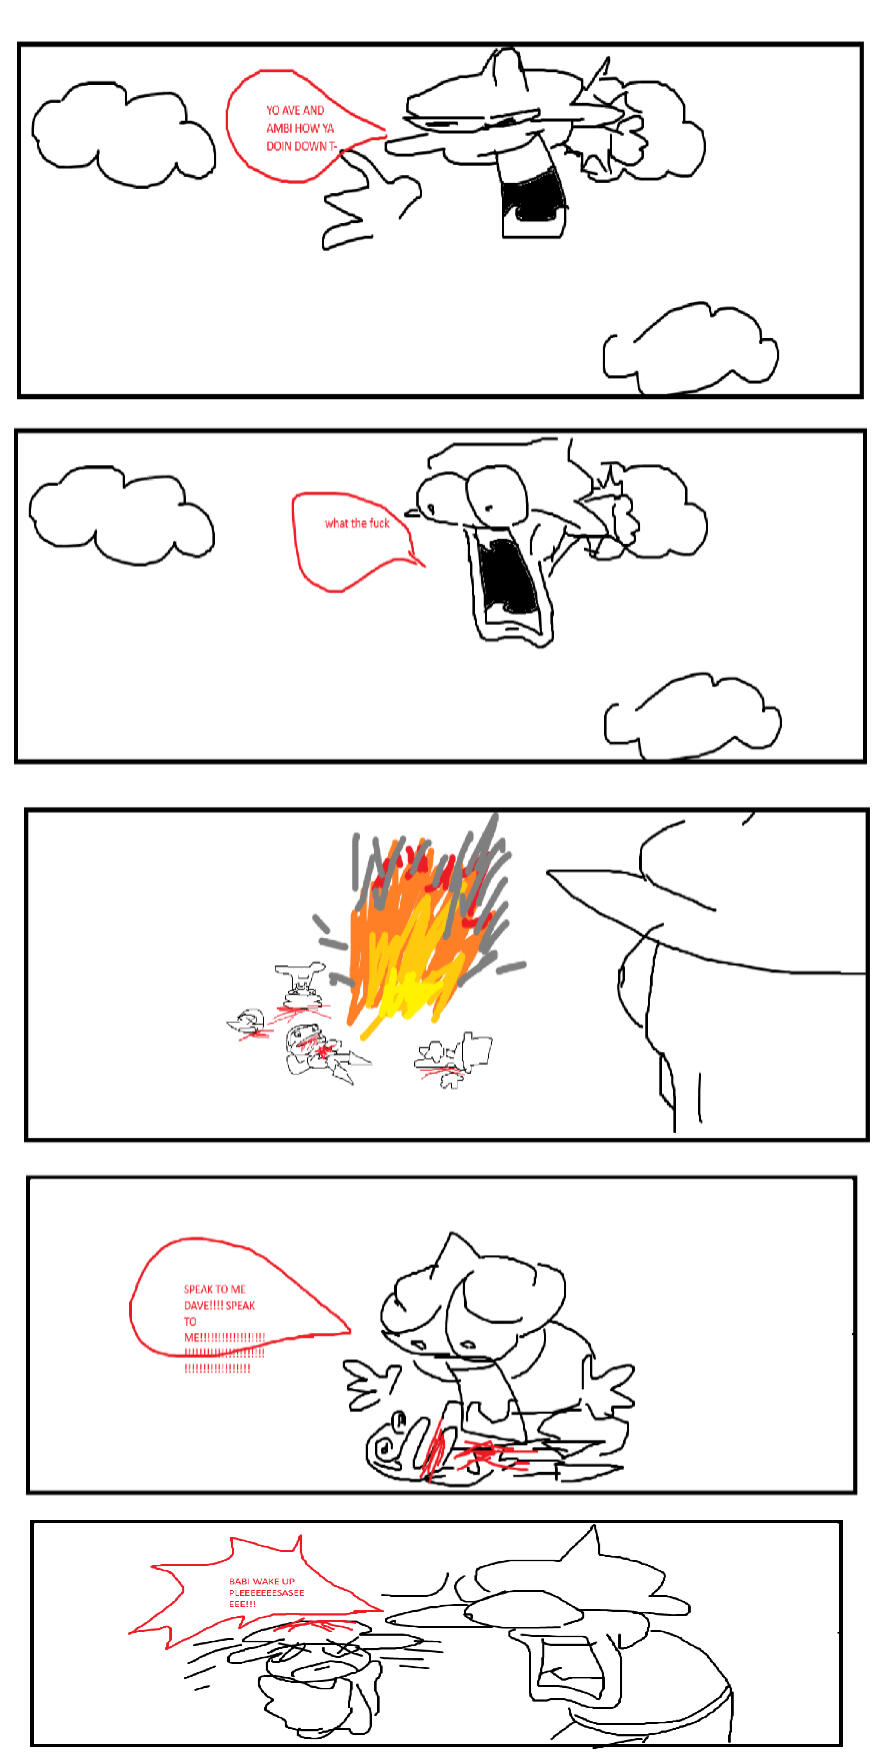 YO AVE AND
AMBI HOW YA
DOIN DOWN T-
what the fuck
SPEAK TO ME
DAVE!!!! SPEAK
TO
ME!!!!!!!!!!!!!!!!!!
!!!!!!!!!!!!!!!!!!!!!!
!!!!!!!!!!!!!!!!!!
BABI WAKE UP
PLEEEEEEESASEE
EEE!!!